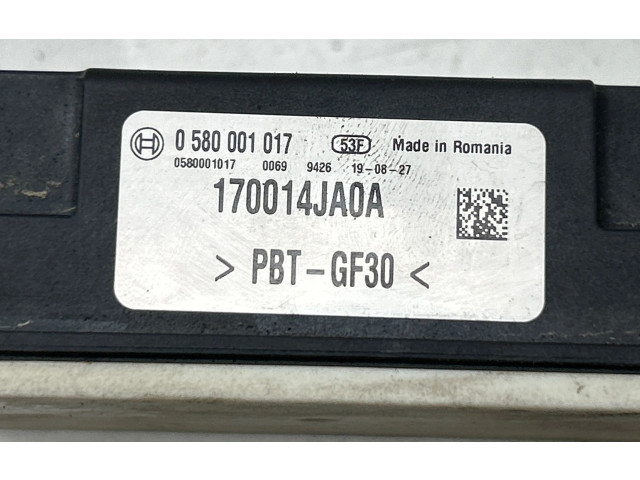 0 580 001 017 53F Made in Romania
0580001017 0069 9426 19-08-27
170014JA0A
> PBT-GF30 <